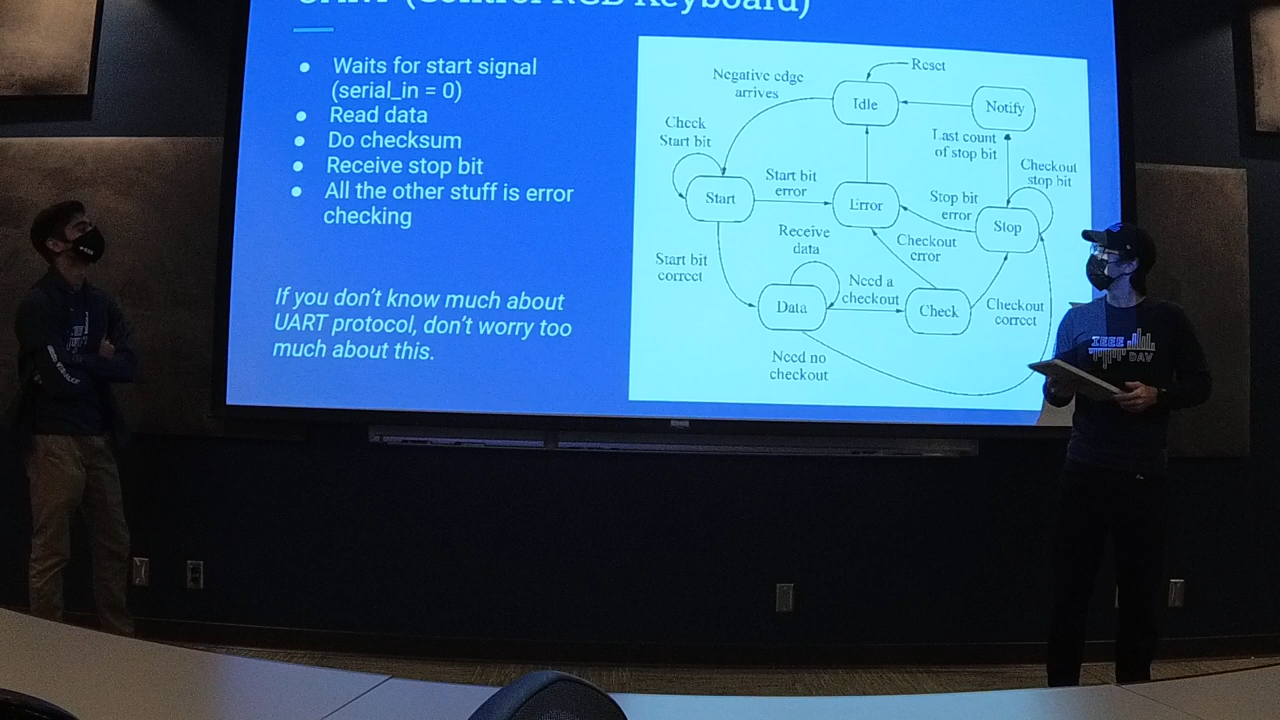 UART (Control RGB Keyboard)
Waits for start signal
(serial_in = 0)
Read data
Do checksum
Receive stop bit
All the other stuff is error
checking
If you don't know much about
UART protocol, don't worry too
much about this.
Reset
Negative edge
arrives
Idle
Notify
Check
Start bit
Last count
of stop bit
Checkout
stop bit
Start bit
error
Start
Error
Stop bit
error
Stop
Receive
data
Checkout
error
Start bit
correct
Need a
checkout
Data
Check
Checkout
correct
Need no
checkout
IEEE
DAV